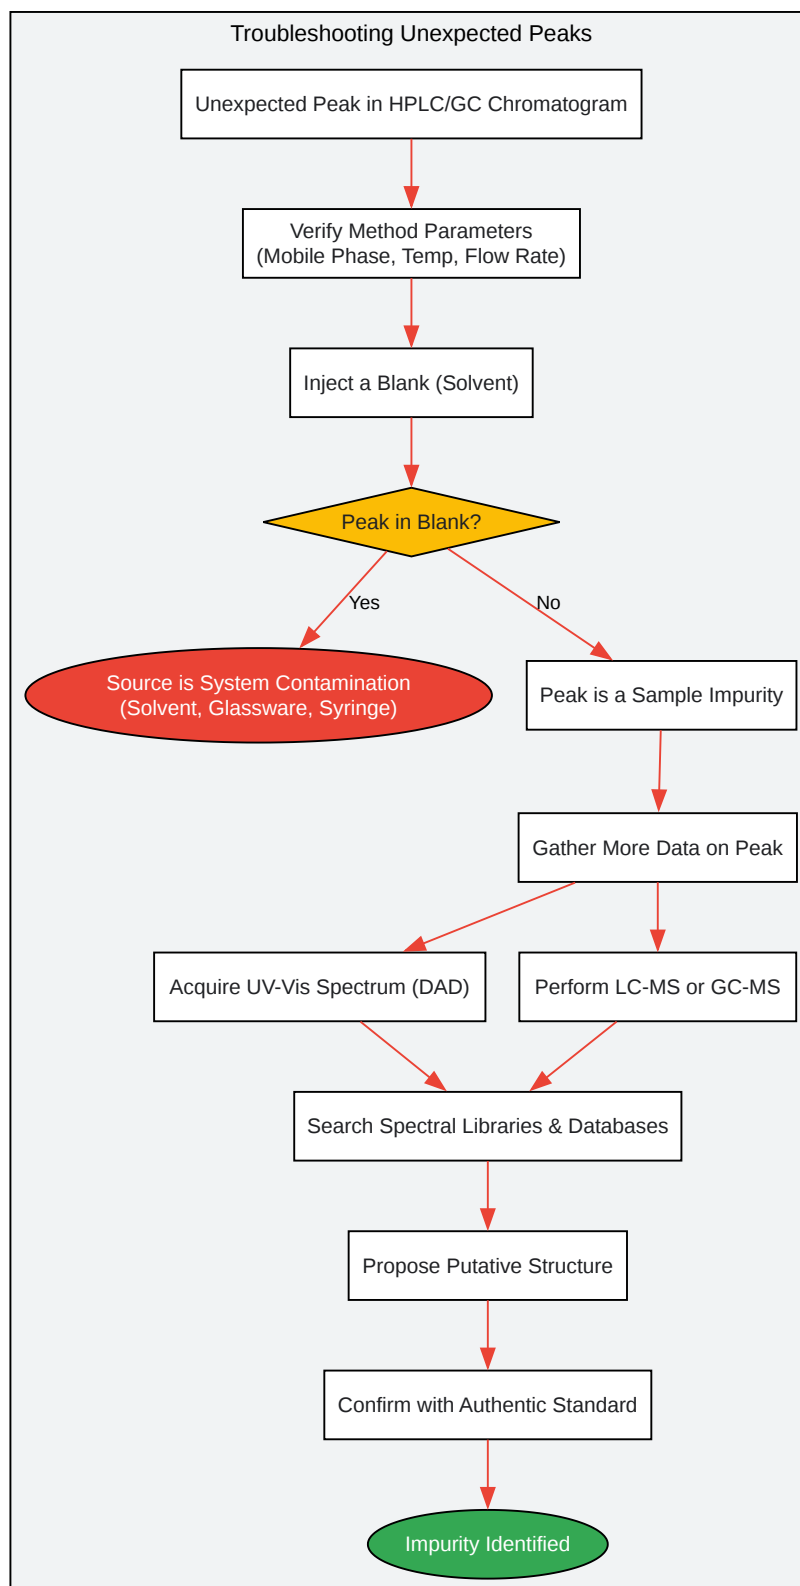 Troubleshooting Unexpected Peaks
Unexpected Peak in HPLC/GC Chromatogram
Verify Method Parameters
(Mobile Phase, Temp, Flow Rate)
Inject a Blank (Solvent)
Peak in Blank?
Yes
No
Source is System Contamination
(Solvent, Glassware, Syringe)
Peak is a Sample Impurity
Gather More Data on Peak
Acquire UV-Vis Spectrum (DAD)
Perform LC-MS or GC-MS
Search Spectral Libraries & Databases
Propose Putative Structure
Confirm with Authentic Standard
Impurity Identified